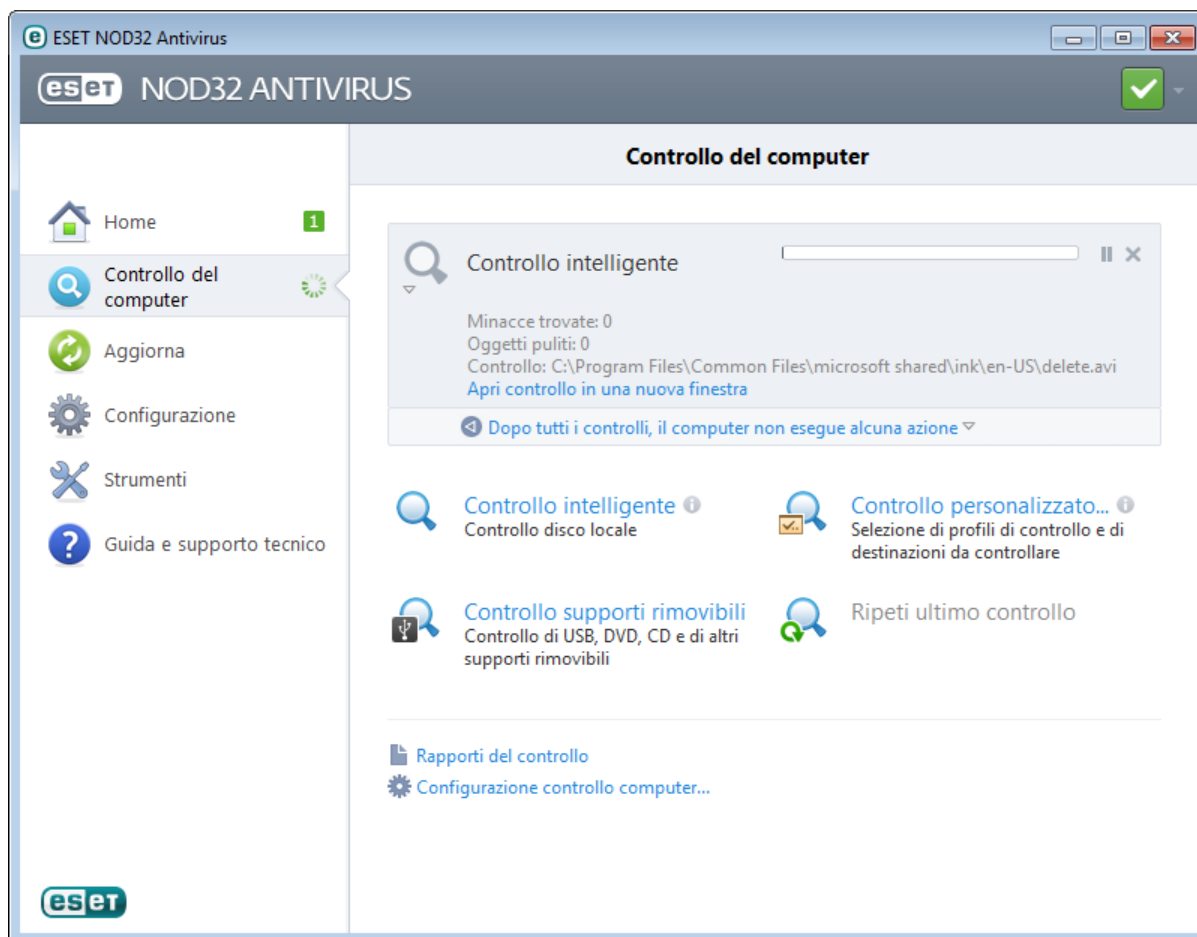 ESET NOD32 Antivirus
eset NOD32 ANTIVIRUS
Controllo del computer
Home 1
Controllo del
computer
Aggiorna
Configurazione
Strumenti
Guida e supporto tecnico
Controllo intelligente
Minacce trovate: 0
Oggetti puliti: 0
Controllo: C:\Program Files\Common Files\microsoft shared\ink\en-US\delete.avi
Apri controllo in una nuova finestra
Dopo tutti i controlli, il computer non esegue alcuna azione
Controllo intelligente
Controllo disco locale
Controllo personalizzato...
Selezione di profili di controllo e di
destinazioni da controllare
Controllo supporti rimovibili
Controllo di USB, DVD, CD e di altri
supporti rimovibili
Ripeti ultimo controllo
Rapporti del controllo
Configurazione controllo computer...
eset